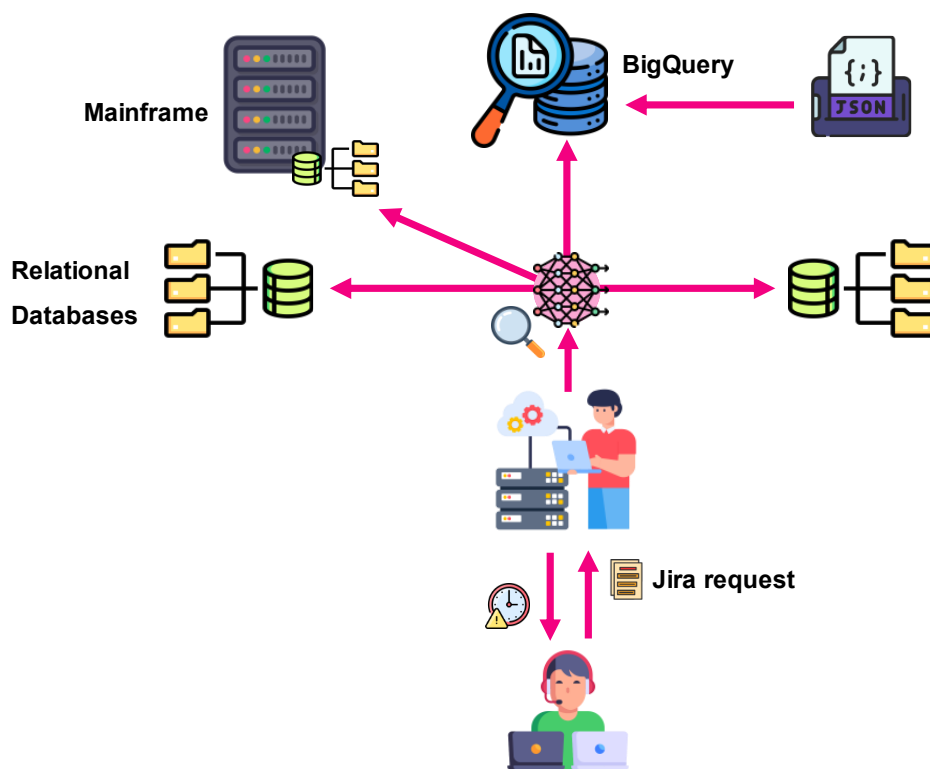 BigQuery
{;}
JSON
Mainframe
Relational
Databases
Jira request